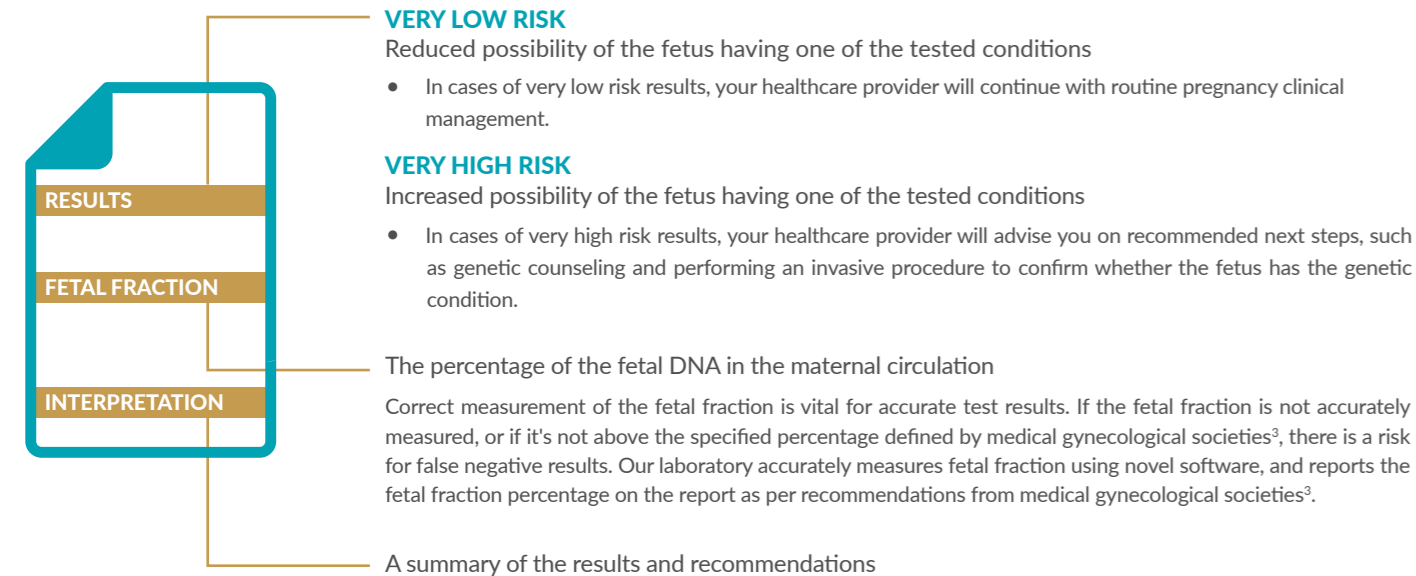 VERY LOW RISK
Reduced possibility of the fetus having one of the tested conditions
• In cases of very low risk results, your healthcare provider will continue with routine pregnancy clinical
management.
VERY HIGH RISK
Increased possibility of the fetus having one of the tested conditions
• In cases of very high risk results, your healthcare provider will advise you on recommended next steps, such
as genetic counseling and performing an invasive procedure to confirm whether the fetus has the genetic
condition.
RESULTS
FETAL FRACTION
The percentage of the fetal DNA in the maternal circulation
Correct measurement of the fetal fraction is vital for accurate test results. If the fetal fraction is not accurately
measured, or if it's not above the specified percentage defined by medical gynecological societies³, there is a risk
for false negative results. Our laboratory accurately measures fetal fraction using novel software, and reports the
fetal fraction percentage on the report as per recommendations from medical gynecological societies³.
INTERPRETATION
A summary of the results and recommendations